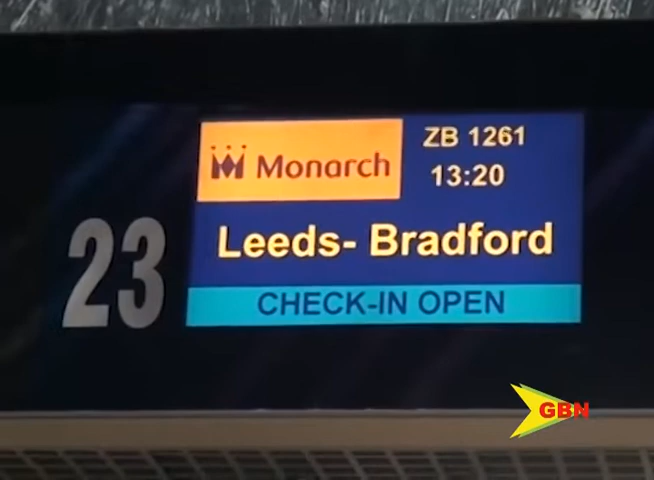 Monarch
ZB 1261
13:20
23
Leeds- Bradford
CHECK-IN OPEN
GBN